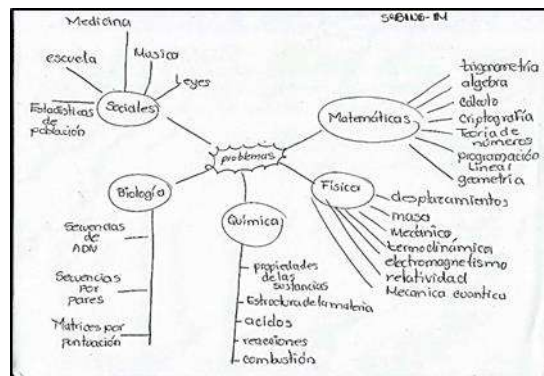 SABINO-IM
Medicina
escuela
Musica
Leyes
Estadisticas
de
población
Sociales
trigonometría
algebra
cálculo
Criptografía
Teoría de
números
programación
Lineal
geometría
Matemáticas
problemas
Biología
Secuencias
de
ADN
Secuencias
por
pares
Matrices por
puntuación
Química
propiedades
de las
sustancias
Estructura de la materia
acidos
reacciones
combustión
Física
desplazamientos
masa
Mecánica
termodinámica
electromagnetismo
relatividad
Mecanica cuantica